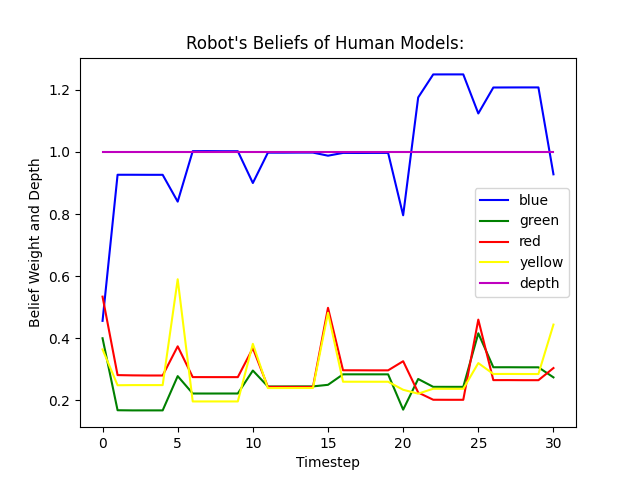 Robot's Beliefs of Human Models:
Belief Weight and Depth
1.2
1.0
0.8
0.6
0.4
0.2
blue
green
red
yellow
depth
0 5 10 15 20 25 30
Timestep